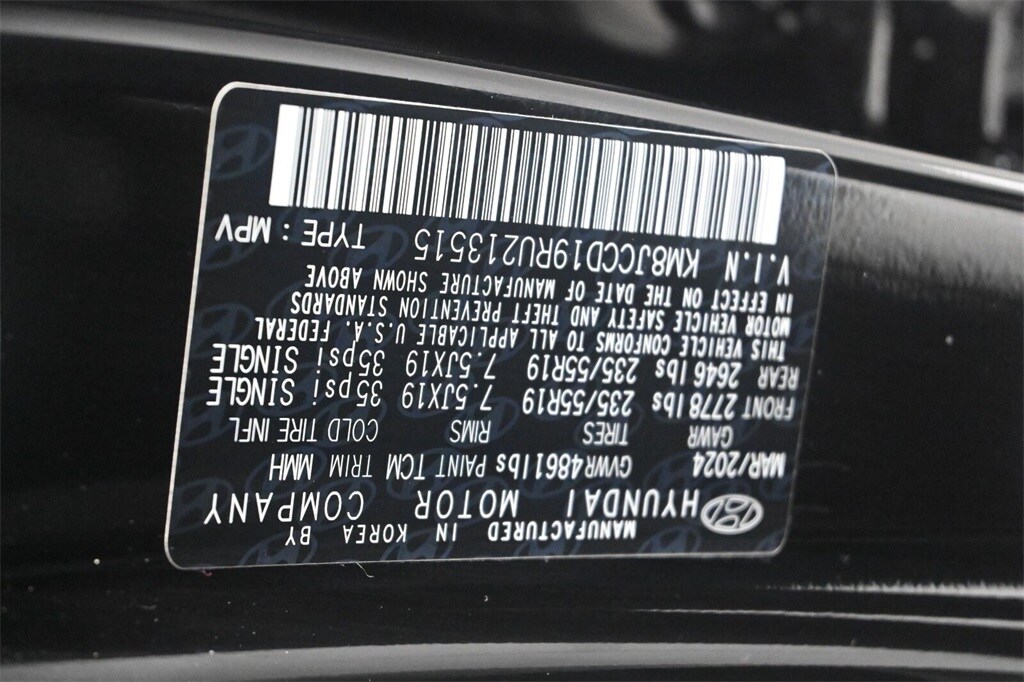 MANUFACTURED IN KOREA BY
HYUNDAI MOTOR COMPANY
MAR/2024 GVWR 4861lbs PAINT TCM TRIM MMH
GAWR TIRES RIMS COLD TIRE INFL
FRONT 2778lbs 235/55R19 7.5JX19 35psi SINGLE
REAR 2646lbs 235/55R19 7.5JX19 35psi SINGLE
THIS VEHICLE CONFORMS TO ALL APPLICABLE U.S.A. FEDERAL
MOTOR VEHICLE SAFETY AND THEFT PREVENTION STANDARDS
IN EFFECT ON THE DATE OF MANUFACTURE SHOWN ABOVE
V.I.N KM8JCCD19RU213515 TYPE : MPV